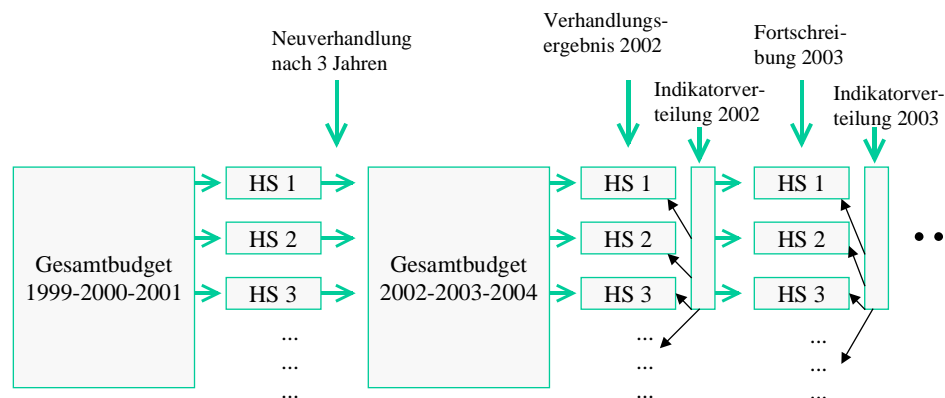 Neuverhandlung
nach 3 Jahren
Verhandlungs-
ergebnis 2002
Indikatorver-
teilung 2002
Fortschrei-
bung 2003
Indikatorver-
teilung 2003
Gesamtbudget
1999-2000-2001
HS 1
HS 2
HS 3
...
...
...
Gesamtbudget
2002-2003-2004
HS 1
HS 2
HS 3
...
...
...
HS 1
HS 2
HS 3
...
...
...